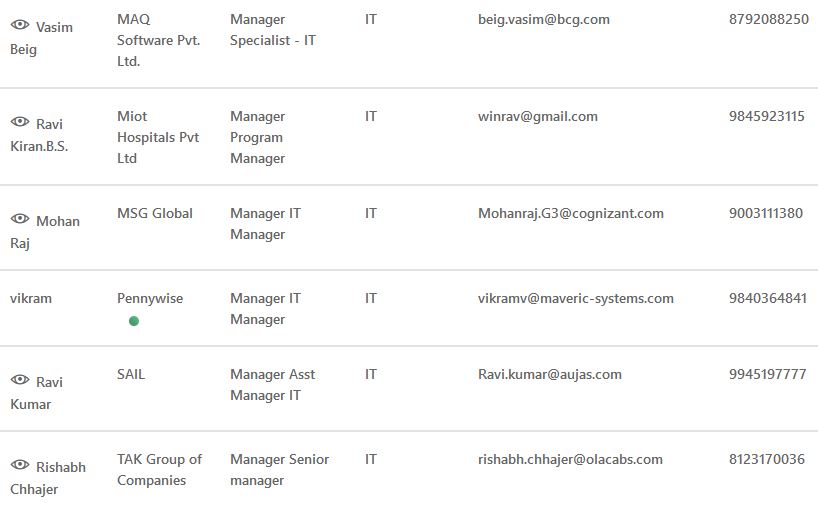 Vasim Beig MAQ Software Pvt. Ltd. Manager Specialist - IT IT beig.vasim@bcg.com 8792088250
Ravi Kiran.B.S. Miot Hospitals Pvt Ltd Manager Program Manager IT winrav@gmail.com 9845923115
Mohan Raj MSG Global Manager IT Manager IT Mohanraj.G3@cognizant.com 9003111380
vikram Pennywise Manager IT Manager IT vikramv@maveric-systems.com 9840364841
Ravi Kumar SAIL Manager Asst Manager IT IT Ravi.kumar@aujas.com 9945197777
Rishabh Chhajer TAK Group of Companies Manager Senior manager IT rishabh.chhajer@olacabs.com 8123170036